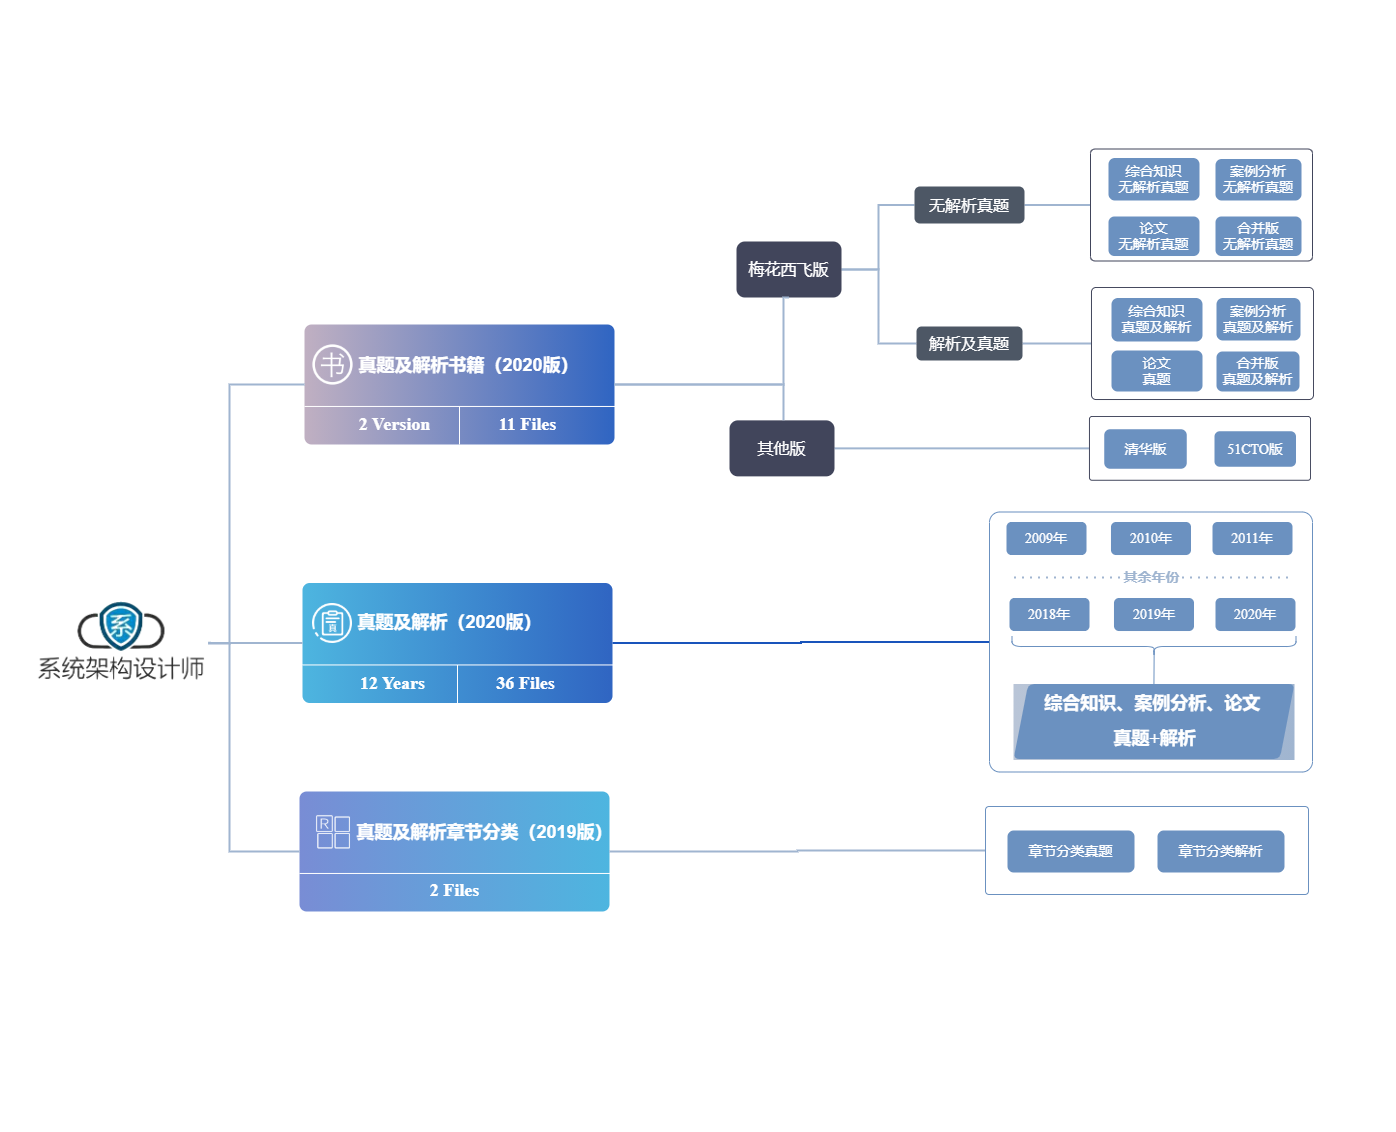 系
系统架构设计师
书
真题及解析书籍（2020版）
2 Version
11 Files
梅花西飞版
无解析真题
综合知识
无解析真题
案例分析
无解析真题
论文
无解析真题
合并版
无解析真题
解析及真题
综合知识
真题及解析
案例分析
真题及解析
论文
真题
合并版
真题及解析
其他版
清华版
51CTO版
真题及解析（2020版）
12 Years
36 Files
2009年
2010年
2011年
其余年份
2018年
2019年
2020年
综合知识、案例分析、论文
真题+解析
R
真题及解析章节分类（2019版）
2 Files
章节分类真题
章节分类解析